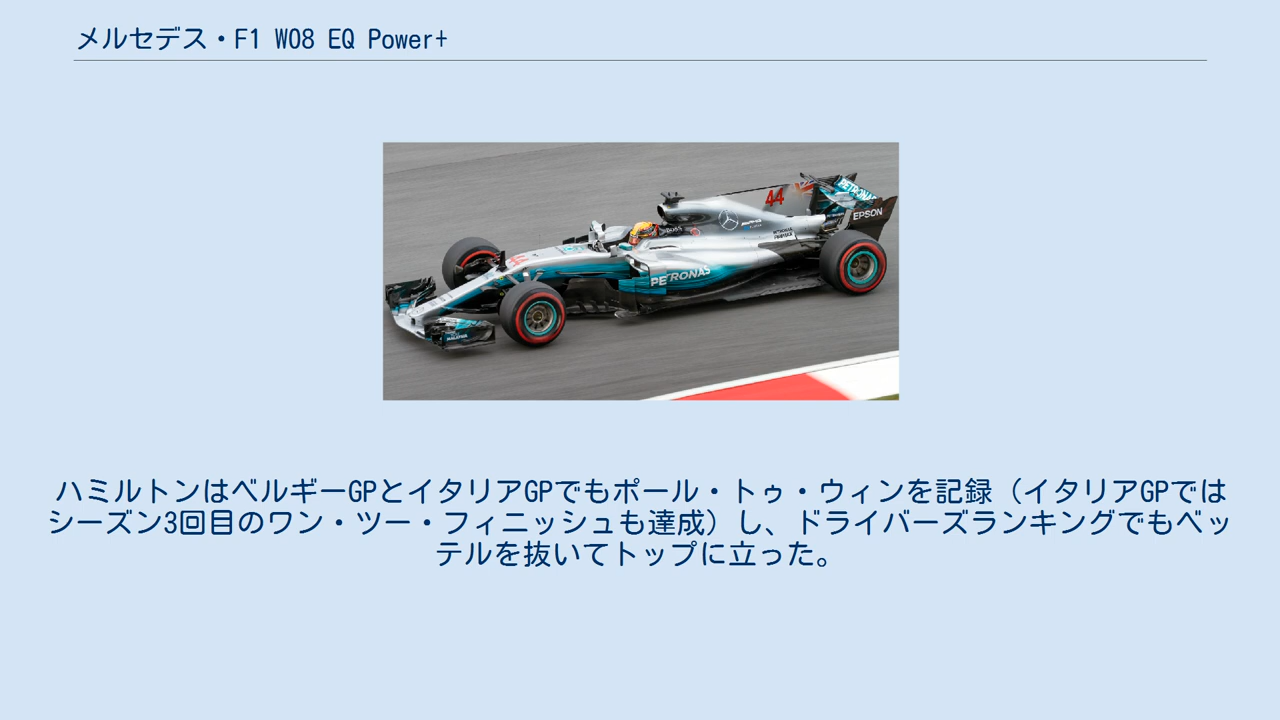 メルセデス・F1 W08 EQ Power+
44
PETRONAS
EPSON
44
PETRONAS
ハミルトンはベルギーGPとイタリアGPでもポール・トゥ・ウィンを記録（イタリアGPでは
シーズン3回目のワン・ツー・フィニッシュも達成）し、ドライバーズランキングでもベッ
テルを抜いてトップに立った。